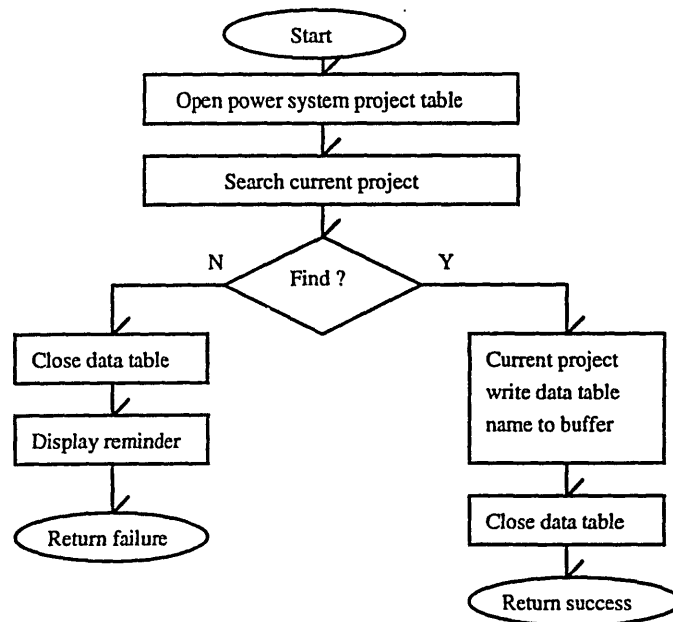 Start
Open power system project table
Search current project
Find ?
N
Y
Close data table
Display reminder
Return failure
Current project
write data table
name to buffer
Close data table
Return success